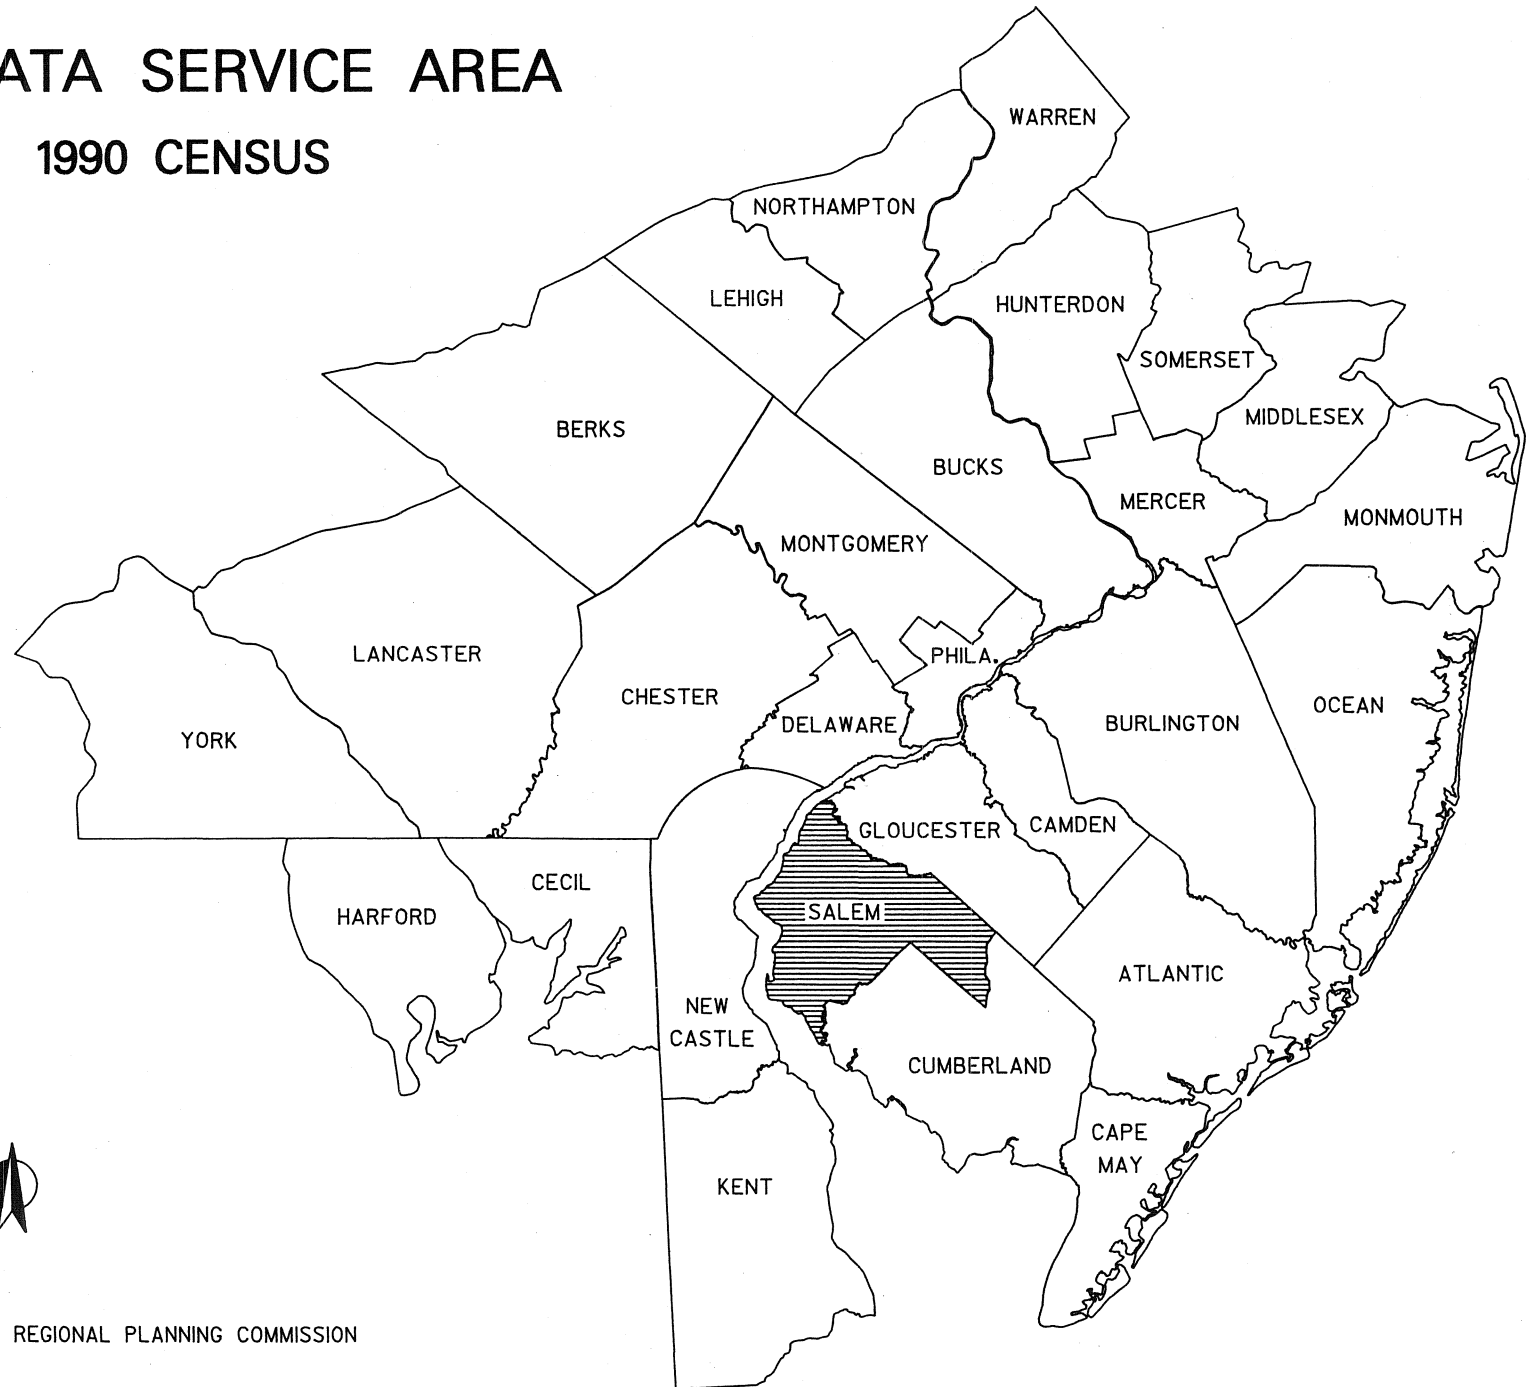 ATA SERVICE AREA
1990 CENSUS
WARREN
NORTHAMPTON
LEHIGH
HUNTERDON
SOMERSET
MIDDLESEX
BERKS
BUCKS
MERCER
MONMOUTH
MONTGOMERY
LANCASTER
PHILA.
CHESTER
DELAWARE
BURLINGTON
OCEAN
YORK
GLOUCESTER
CAMDEN
CECIL
HARFORD
SALEM
ATLANTIC
NEW
CASTLE
CUMBERLAND
CAPE
MAY
KENT
REGIONAL PLANNING COMMISSION